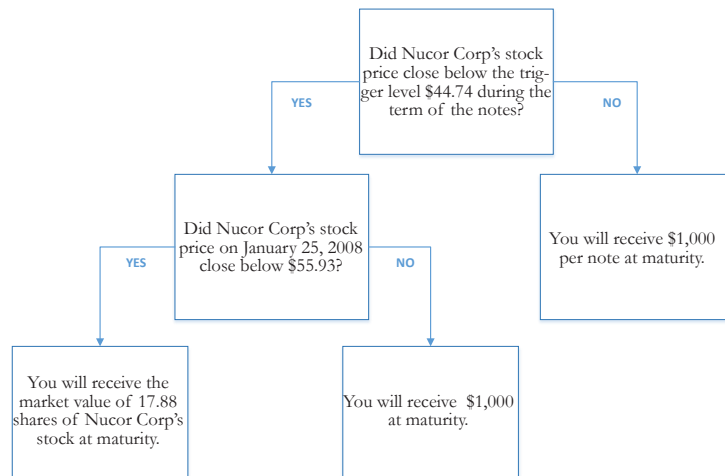 Did Nucor Corp's stock
price close below the trig-
ger level $44.74 during the
term of the notes?
YES
NO
Did Nucor Corp's stock
price on January 25, 2008
close below $55.93?
You will receive $1,000
per note at maturity.
YES
NO
You will receive the
market value of 17.88
shares of Nucor Corp's
stock at maturity.
You will receive $1,000
at maturity.